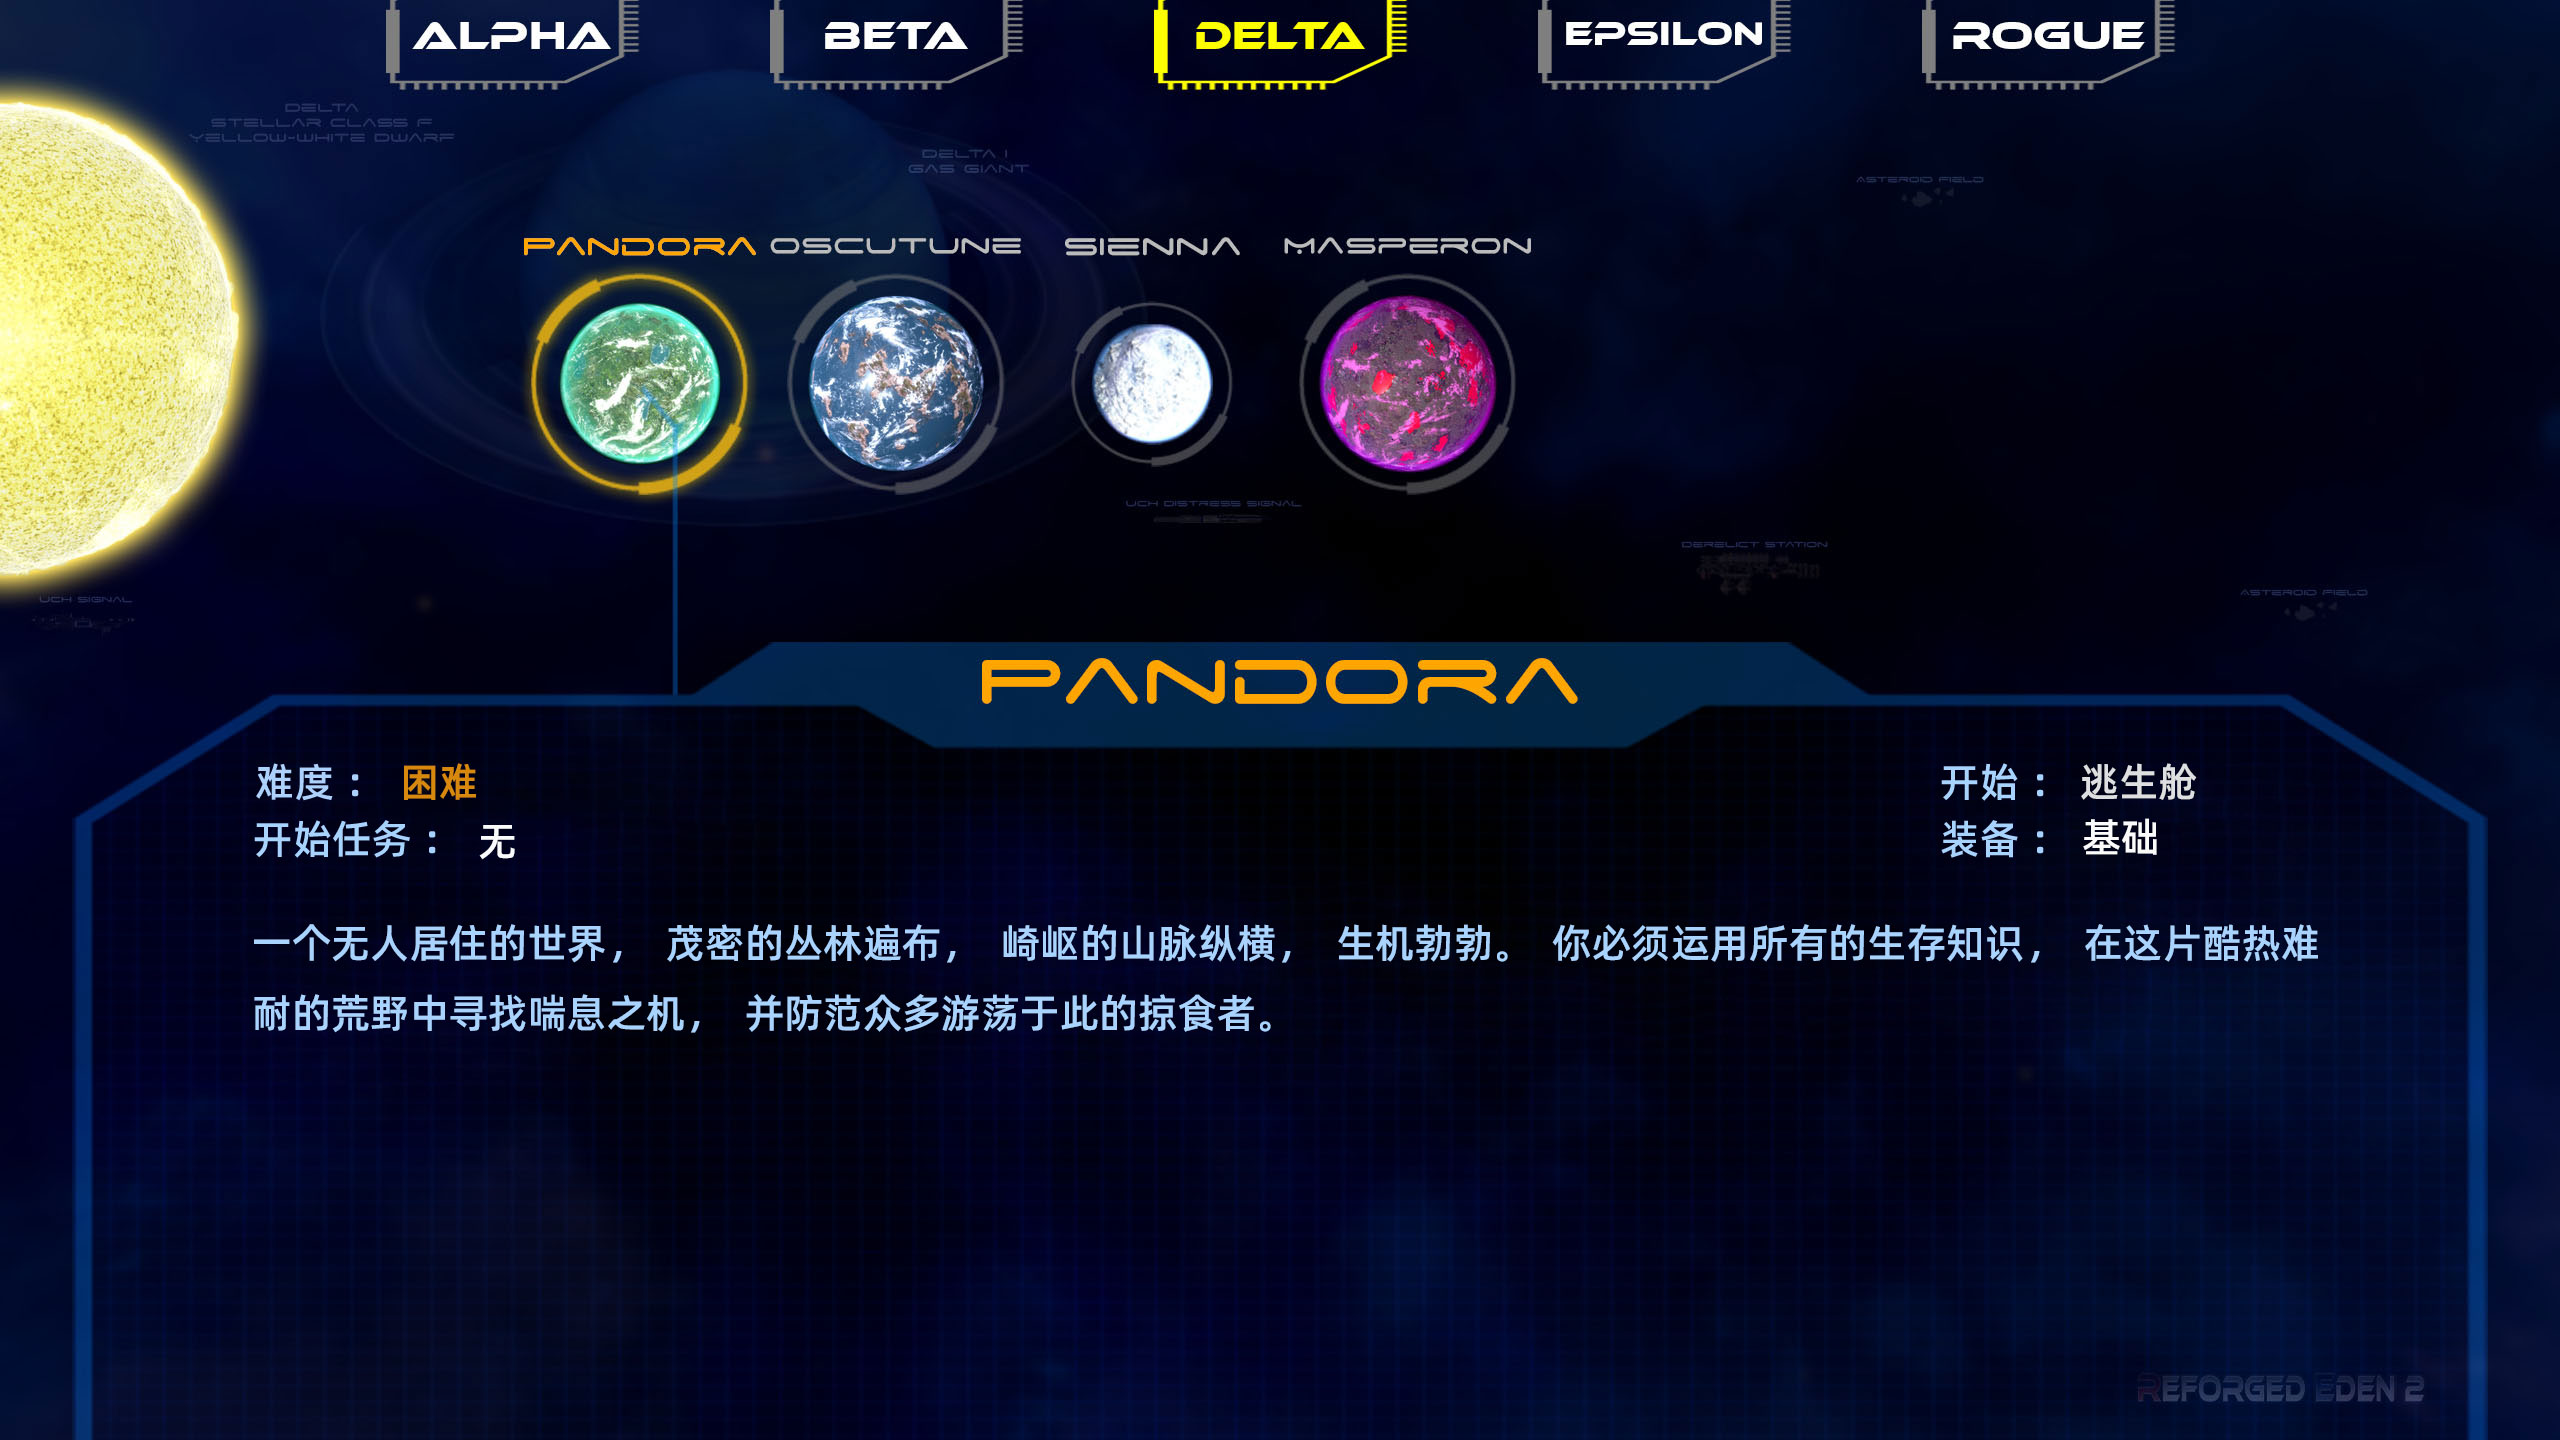 ALPHA BETA DELTA EPSILON ROGUE
DELTA
STELLAR CLASS F
YELLOW-WHITE DWARF
DELTA I
GAS GIANT
ASTEROID FIELD
PANDORA OSCUTUNE SIENNA MASPERON
UCH DISTRESS SIGNAL
DERELICT STATION
ASTEROID FIELD
UCH SIGNAL
PANDORA
难度： 困难
开始： 逃生舱
开始任务： 无
装备： 基础
一个无人居住的世界， 茂密的丛林遍布， 崎岖的山脉纵横， 生机勃勃。 你必须运用所有的生存知识， 在这片酷热难
耐的荒野中寻找喘息之机， 并防范众多游荡于此的掠食者。
REFORGED EDEN 2